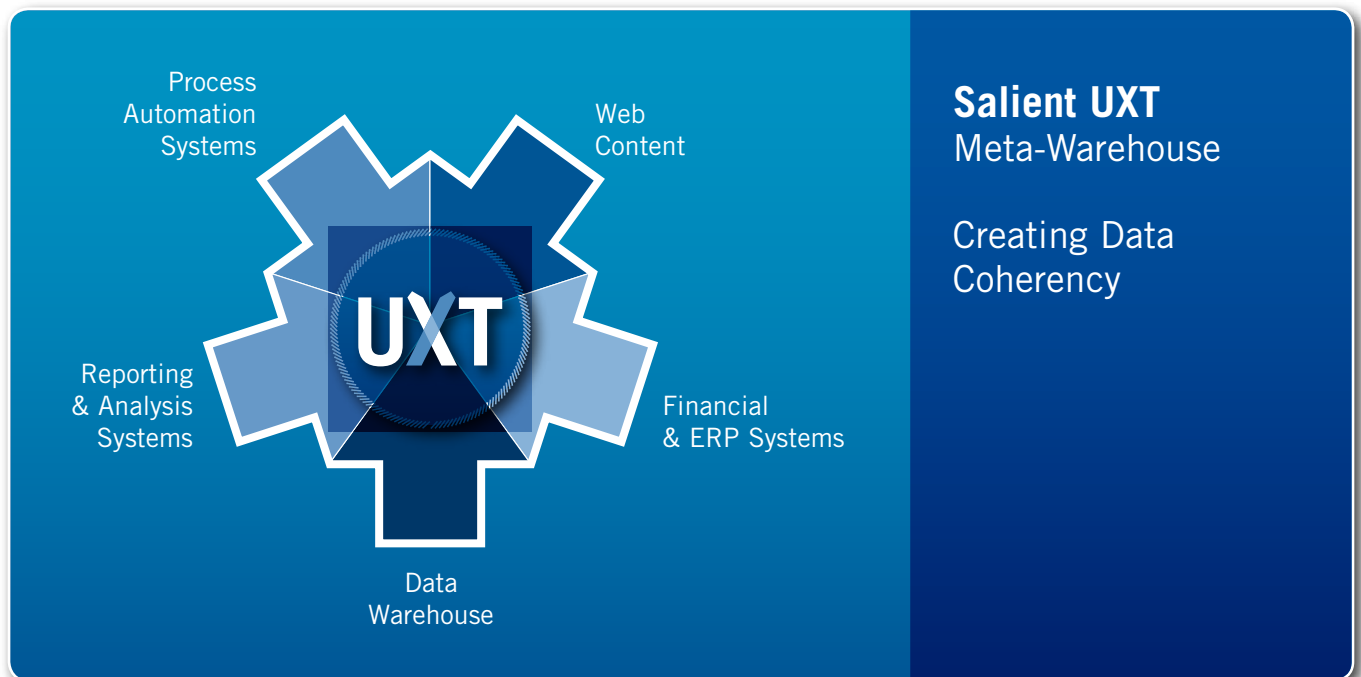 Process
Automation
Systems
Web
Content
Reporting
& Analysis
Systems
UXT
Financial
& ERP Systems
Data
Warehouse
Salient UXT
Meta-Warehouse
Creating Data
Coherency